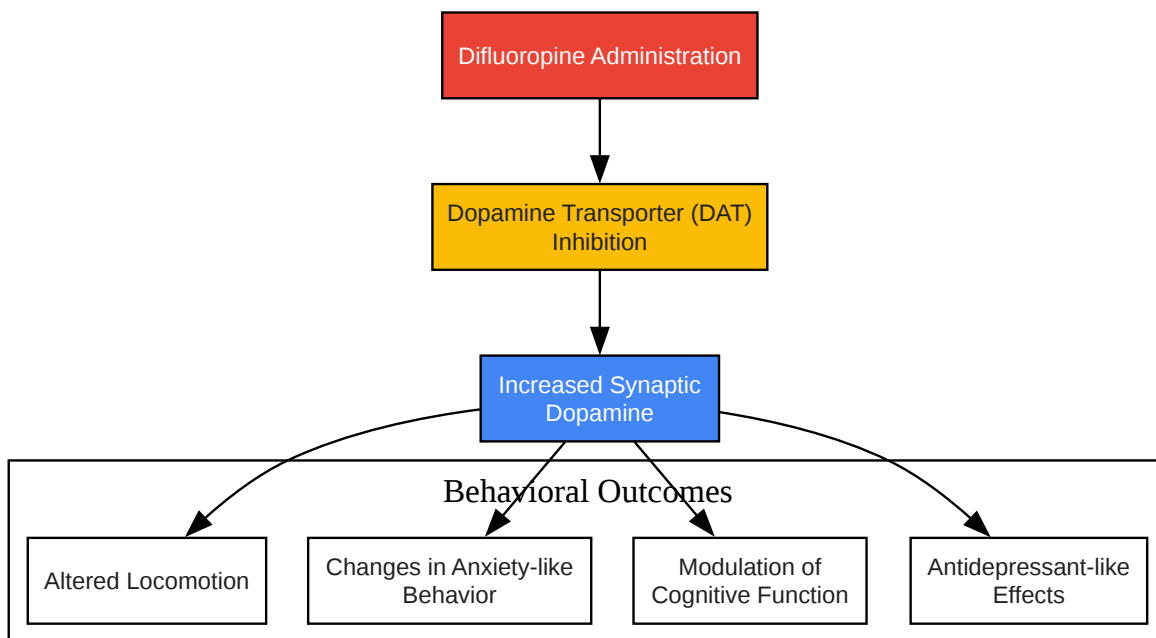 Difluoropine Administration
Dopamine Transporter (DAT)
Inhibition
Increased Synaptic
Dopamine
Behavioral Outcomes
Altered Locomotion
Changes in Anxiety-like
Behavior
Modulation of
Cognitive Function
Antidepressant-like
Effects